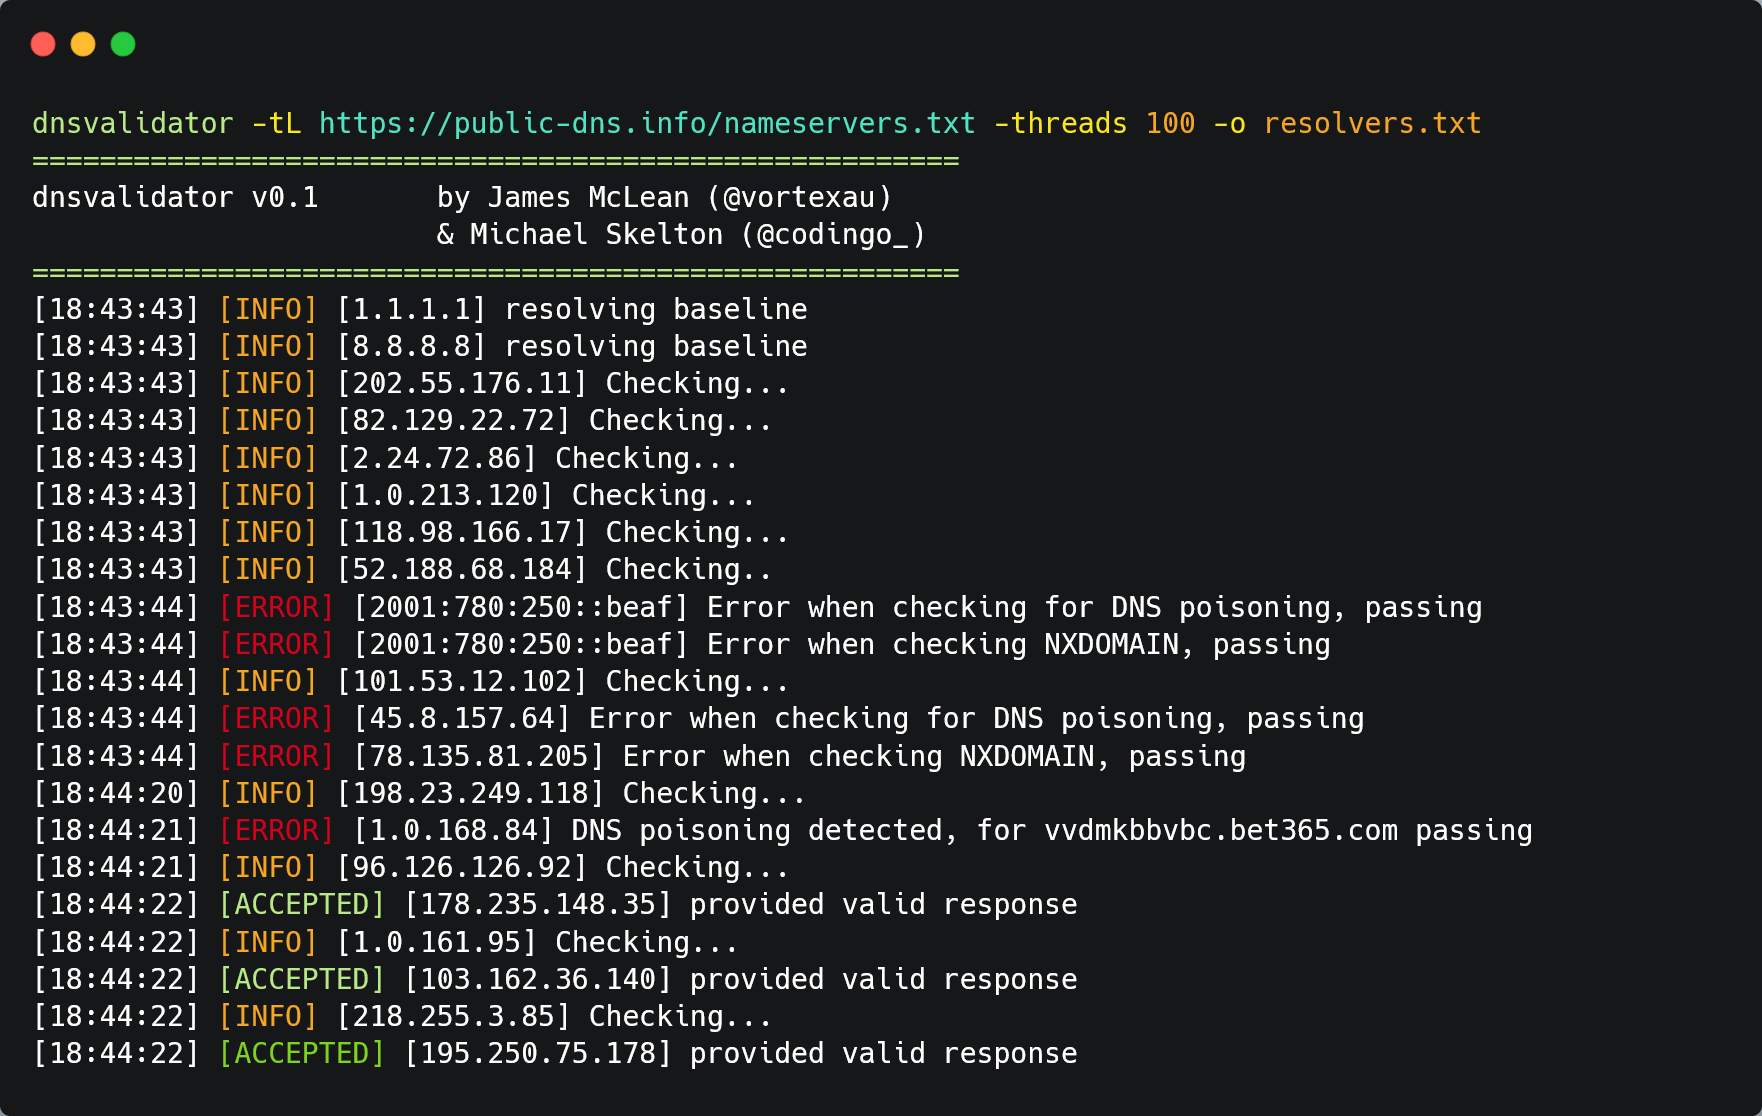 dnsvalidator -tL https://public-dns.info/nameservers.txt -threads 100 -o resolvers.txt
=======================================================
dnsvalidator v0.1       by James McLean (@vortexau)
                        & Michael Skelton (@codingo_)
=======================================================
[18:43:43] [INFO] [1.1.1.1] resolving baseline
[18:43:43] [INFO] [8.8.8.8] resolving baseline
[18:43:43] [INFO] [202.55.176.11] Checking...
[18:43:43] [INFO] [82.129.22.72] Checking...
[18:43:43] [INFO] [2.24.72.86] Checking...
[18:43:43] [INFO] [1.0.213.120] Checking...
[18:43:43] [INFO] [118.98.166.17] Checking...
[18:43:43] [INFO] [52.188.68.184] Checking..
[18:43:44] [ERROR] [2001:780:250::beaf] Error when checking for DNS poisoning, passing
[18:43:44] [ERROR] [2001:780:250::beaf] Error when checking NXDOMAIN, passing
[18:43:44] [INFO] [101.53.12.102] Checking...
[18:43:44] [ERROR] [45.8.157.64] Error when checking for DNS poisoning, passing
[18:43:44] [ERROR] [78.135.81.205] Error when checking NXDOMAIN, passing
[18:44:20] [INFO] [198.23.249.118] Checking...
[18:44:21] [ERROR] [1.0.168.84] DNS poisoning detected, for vvdmkbbvbc.bet365.com passing
[18:44:21] [INFO] [96.126.126.92] Checking...
[18:44:22] [ACCEPTED] [178.235.148.35] provided valid response
[18:44:22] [INFO] [1.0.161.95] Checking...
[18:44:22] [ACCEPTED] [103.162.36.140] provided valid response
[18:44:22] [INFO] [218.255.3.85] Checking...
[18:44:22] [ACCEPTED] [195.250.75.178] provided valid response